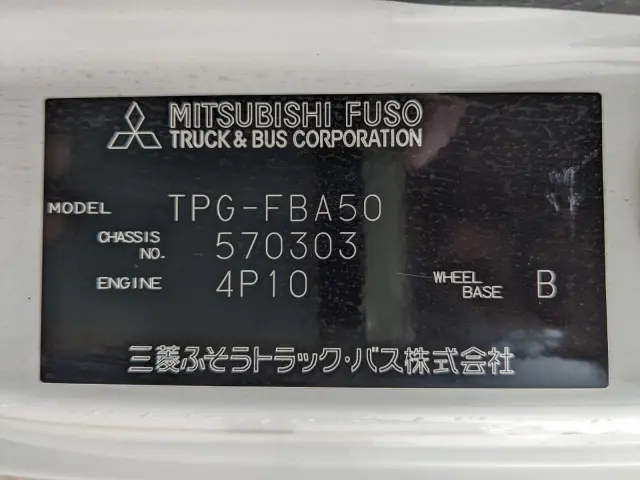 MITSUBISHI FUSO
TRUCK & BUS CORPORATION
MODEL TPG-FBA50
CHASSIS NO. 570303
ENGINE 4P10 WHEEL BASE B
三菱ふそうトラック・バス株式会社